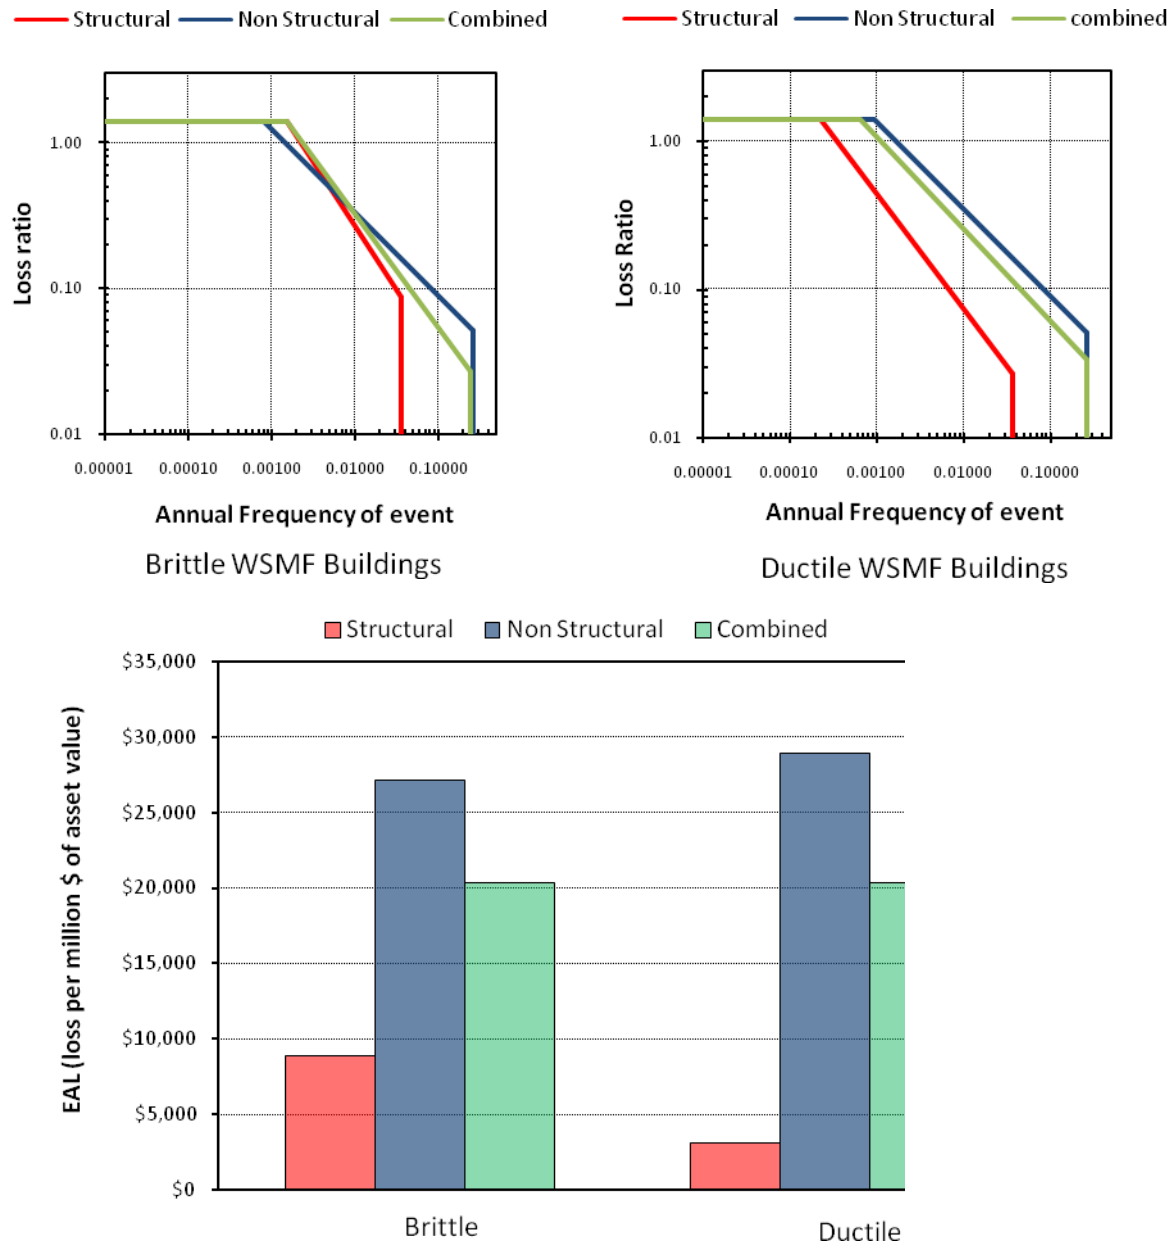 Structural Non Structural Combined
1.00
0.10
0.01
Loss ratio
0.00001 0.00010 0.00100 0.01000 0.10000
Annual Frequency of event
Brittle WSMF Buildings
Structural Non Structural combined
1.00
0.10
0.01
Loss Ratio
0.00001 0.00010 0.00100 0.01000 0.10000
Annual Frequency of event
Ductile WSMF Buildings
Structural Non Structural Combined
$35,000
$30,000
$25,000
$20,000
$15,000
$10,000
$5,000
$0
EAL (loss per million $ of asset value)
Brittle Ductile